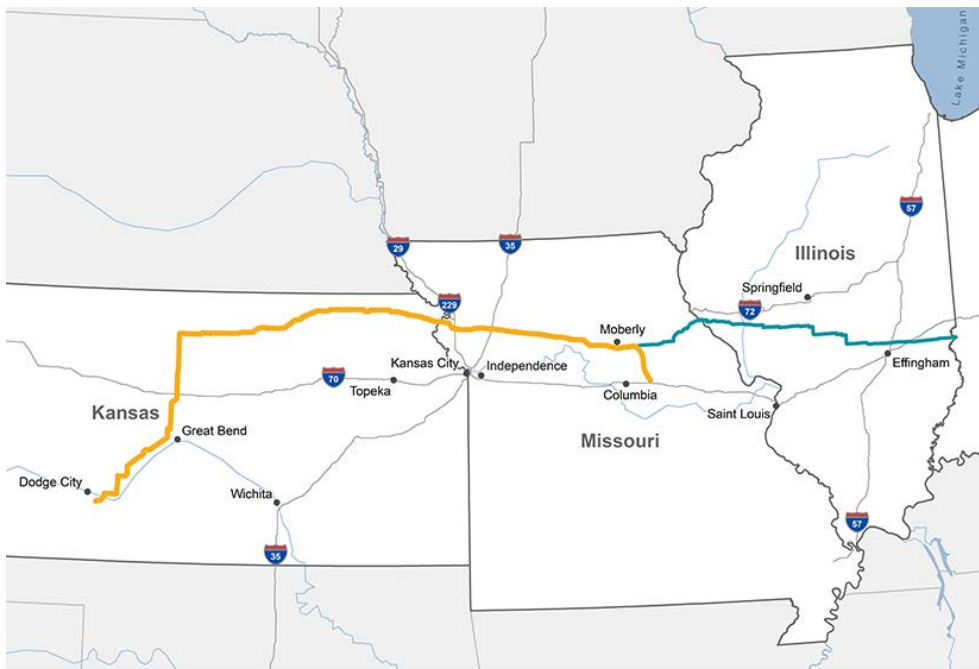 Lake Michigan
57
Illinois
29
35
Springfield
229
72
Moberly
Effingham
Kansas City
Independence
70
Topeka
Columbia
Saint Louis
Kansas
Missouri
Great Bend
Dodge City
Wichita
57
35